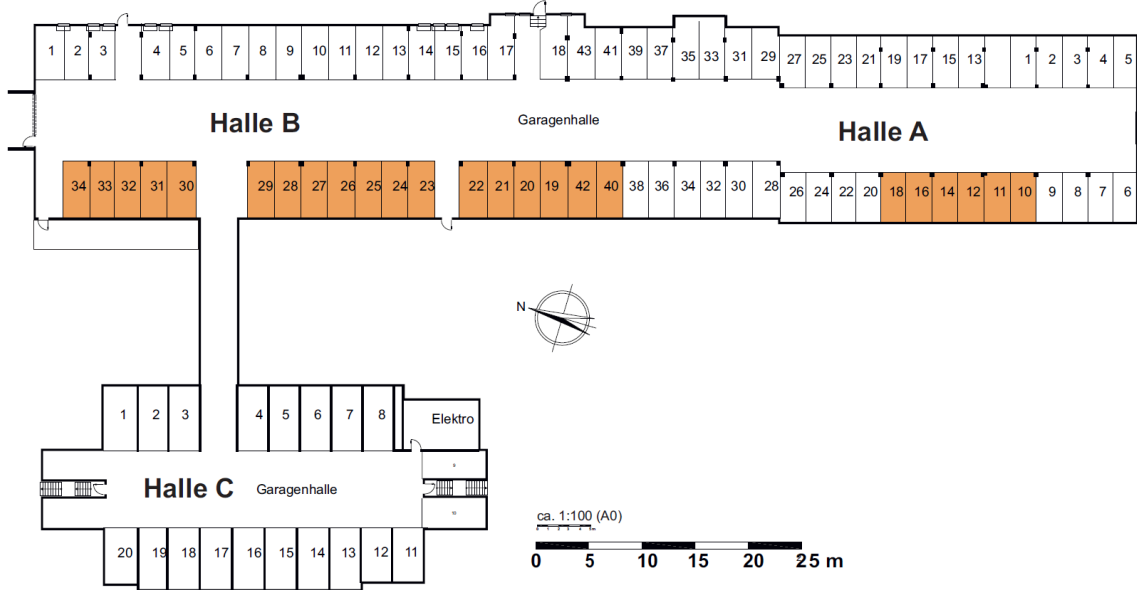 1 2 3 4 5 6 7 8 9 10 11 12 13 14 15 16 17 18 43 41 39 37 35 33 31 29 27 25 23 21 19 17 15 13 1 2 3 4 5
Halle B Garagenhalle Halle A
34 33 32 31 30 29 28 27 26 25 24 23 22 21 20 19 42 40 38 36 34 32 30 28 26 24 22 20 18 16 14 12 11 10 9 8 7 6
N
1 2 3 4 5 6 7 8 Elektro
9
Halle C Garagenhalle
10
20 19 18 17 16 15 14 13 12 11
ca. 1:100 (A0)
0 5 10 15 20 25 m